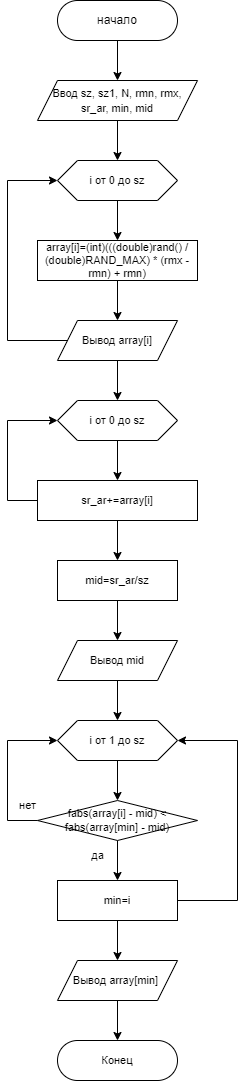 начало
Ввод sz, sz1, N, rmn, rmx,
sr_ar, min, mid
i от 0 до sz
array[i]=(int)(((double)rand() /
(double)RAND_MAX) * (rmx -
rmn) + rmn)
Вывод array[i]
i от 0 до sz
sr_ar+=array[i]
mid=sr_ar/sz
Вывод mid
i от 1 до sz
нет
fabs(array[i] - mid) <
fabs(array[min] - mid)
да
min=i
Вывод array[min]
Конец